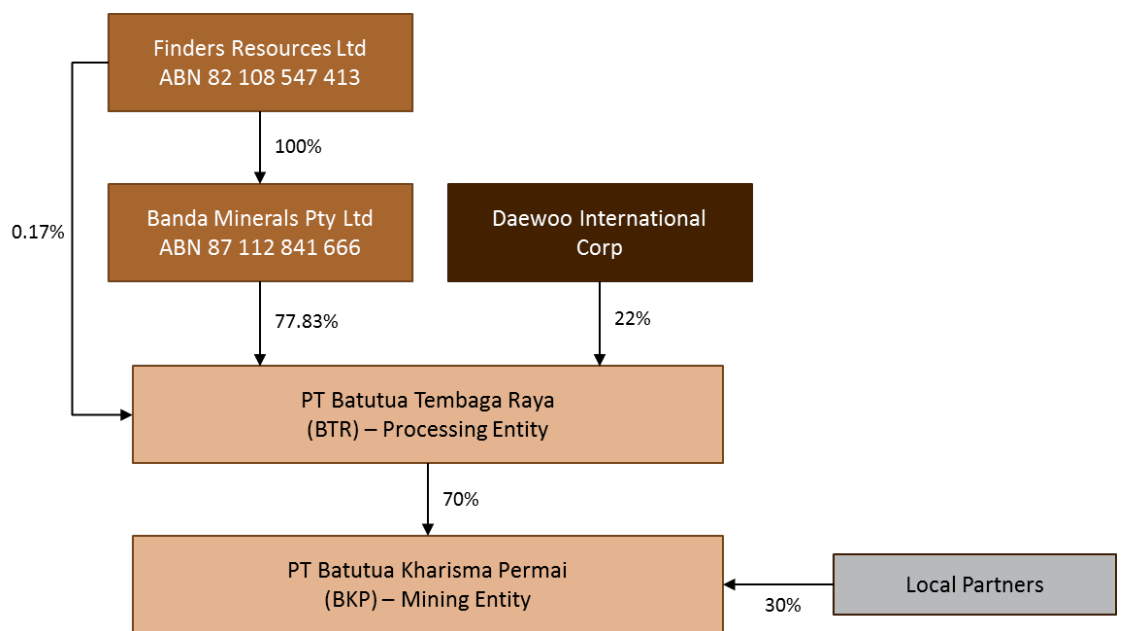 Finders Resources Ltd
ABN 82 108 547 413
100%
Banda Minerals Pty Ltd
ABN 87 112 841 666
Daewoo International
Corp
0.17%
77.83%
22%
PT Batutua Tembaga Raya
(BTR) – Processing Entity
70%
PT Batutua Kharisma Permai
(BKP) – Mining Entity
Local Partners
30%